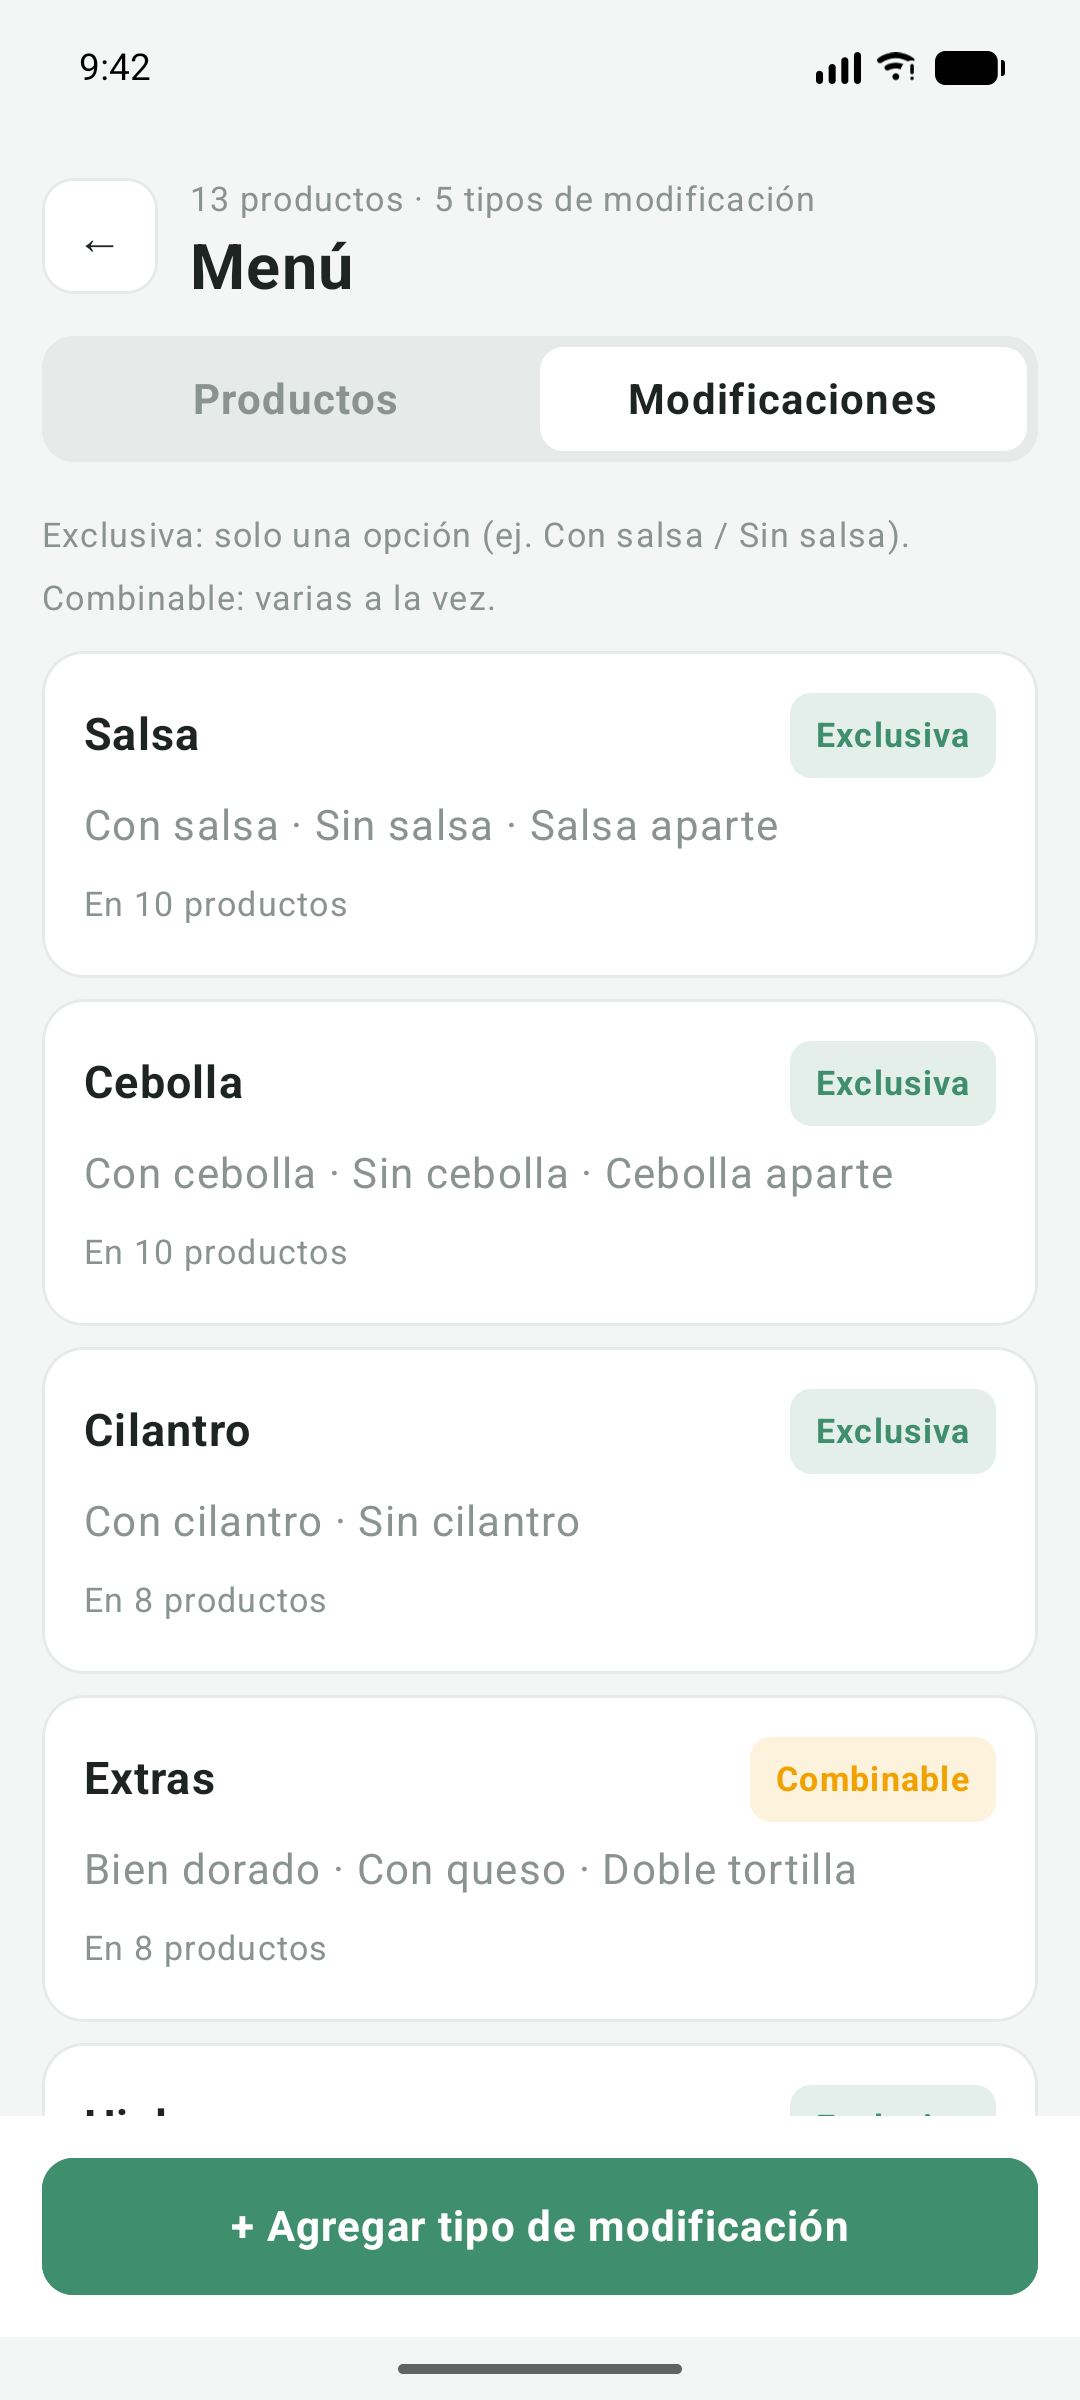 9:42
13 productos · 5 tipos de modificación
←
Menú
Productos
Modificaciones
Exclusiva: solo una opción (ej. Con salsa / Sin salsa).
Combinable: varias a la vez.
Salsa
Exclusiva
Con salsa · Sin salsa · Salsa aparte
En 10 productos
Cebolla
Exclusiva
Con cebolla · Sin cebolla · Cebolla aparte
En 10 productos
Cilantro
Exclusiva
Con cilantro · Sin cilantro
En 8 productos
Extras
Combinable
Bien dorado · Con queso · Doble tortilla
En 8 productos
+ Agregar tipo de modificación